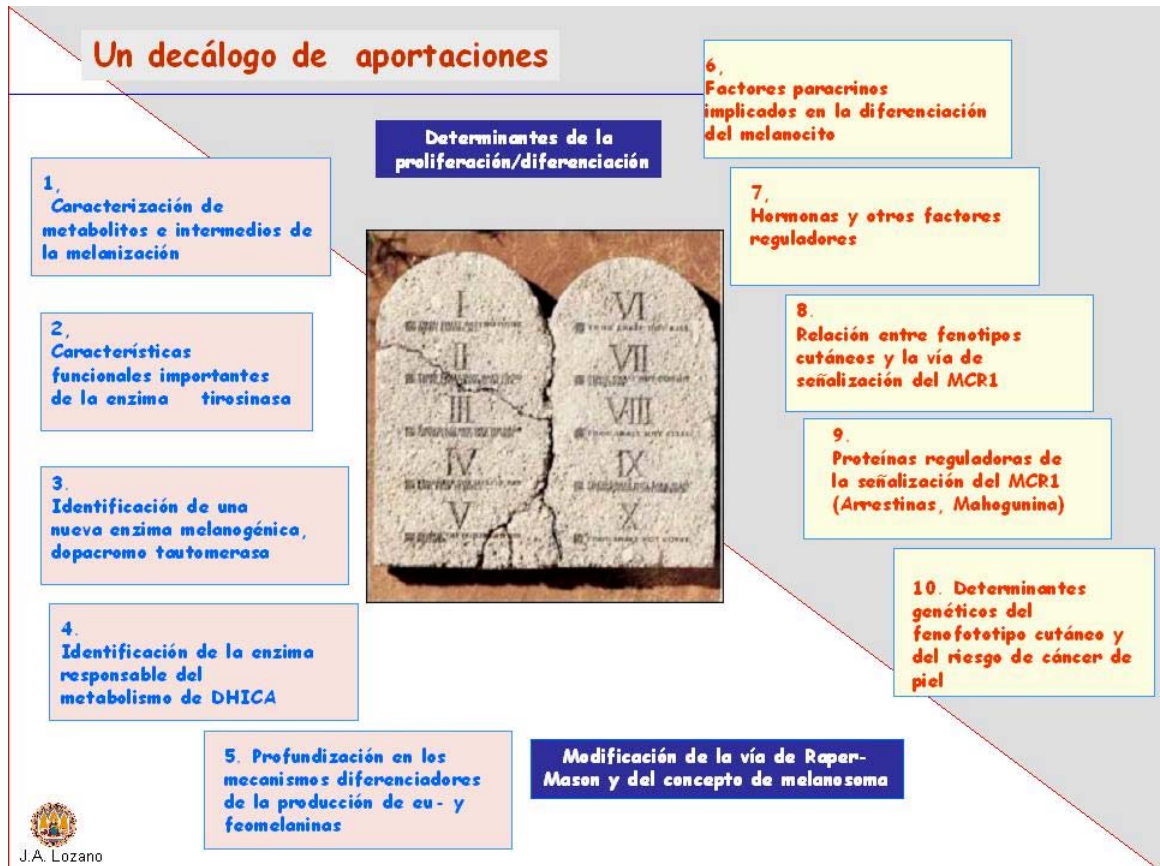 Un decálogo de aportaciones
Determinantes de la
proliferación/diferenciación
1,
Caracterización de
metabolitos e intermedios de
la melanización
2,
Características
funcionales importantes
de la enzima tirosinasa
3.
Identificación de una
nueva enzima melanogénica,
dopacromo tautomerasa
4.
Identificación de la enzima
responsable del
metabolismo de DHICA
5. Profundización en los
mecanismos diferenciadores
de la producción de eu- y
feomelaninas
I
II
III
IV
V
VI
VII
VIII
IX
X
6,
Factores paracrinos
implicados en la diferenciación
del melanocito
7,
Hormonas y otros factores
reguladores
8.
Relación entre fenotipos
cutáneos y la vía de
señalización del MCR1
9.
Proteínas reguladoras de
la señalización del MCR1
(Arrestinas, Mahogunina)
10. Determinantes
genéticos del
fenofototipo cutáneo y
del riesgo de cáncer de
piel
Modificación de la vía de Raper-
Mason y del concepto de melanosoma
J.A. Lozano